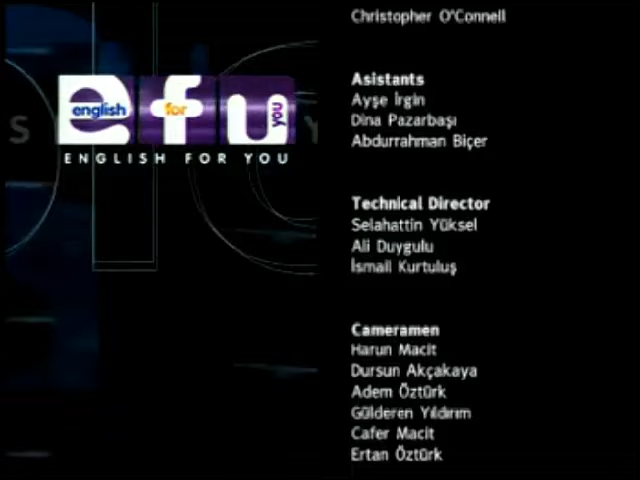 english for you
ENGLISH FOR YOU
Christopher O'Connell
Asistants
Ayşe İrgin
Dina Pazarbaşı
Abdurrahman Biçer
Technical Director
Selahattin Yüksel
Ali Duygulu
İsmail Kurtuluş
Cameramen
Harun Macit
Dursun Akçakaya
Adem Öztürk
Gülderen Yıldırım
Cafer Macit
Ertan Öztürk